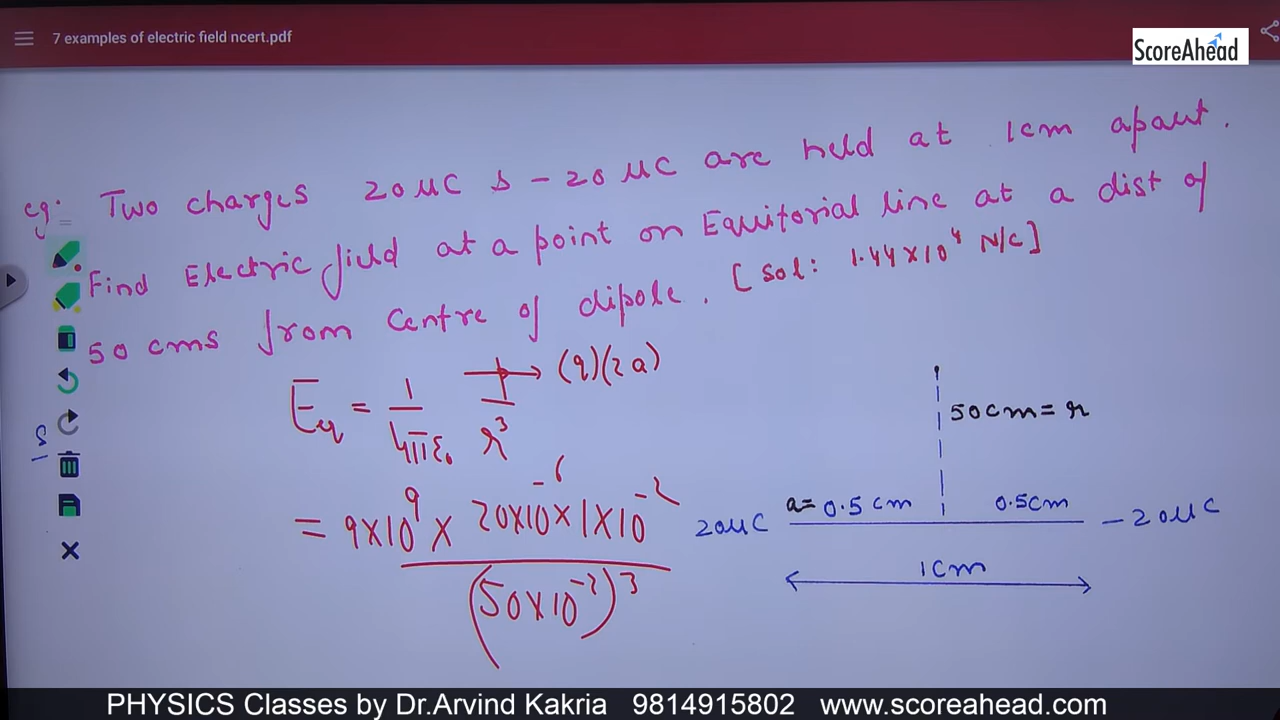 7 examples of electric field ncert.pdf
ScoreAhead
eg: Two charges 20 μC & -20 μC are held at 1cm apart.
Find Electric field at a point on Equitorial line at a dist of
50 cms from Centre of dipole. [Sol: 1.44×10⁴ N/C]
E_eq = 1/4πε₀ p/r³ → (q)(2a)
= 9×10⁹ × 20×10⁻⁶×1×10⁻² / (50×10⁻²)³
50cm = r
a= 0.5 cm 0.5cm
20μC -20μC
1cm
PHYSICS Classes by Dr.Arvind Kakria 9814915802 www.scoreahead.com